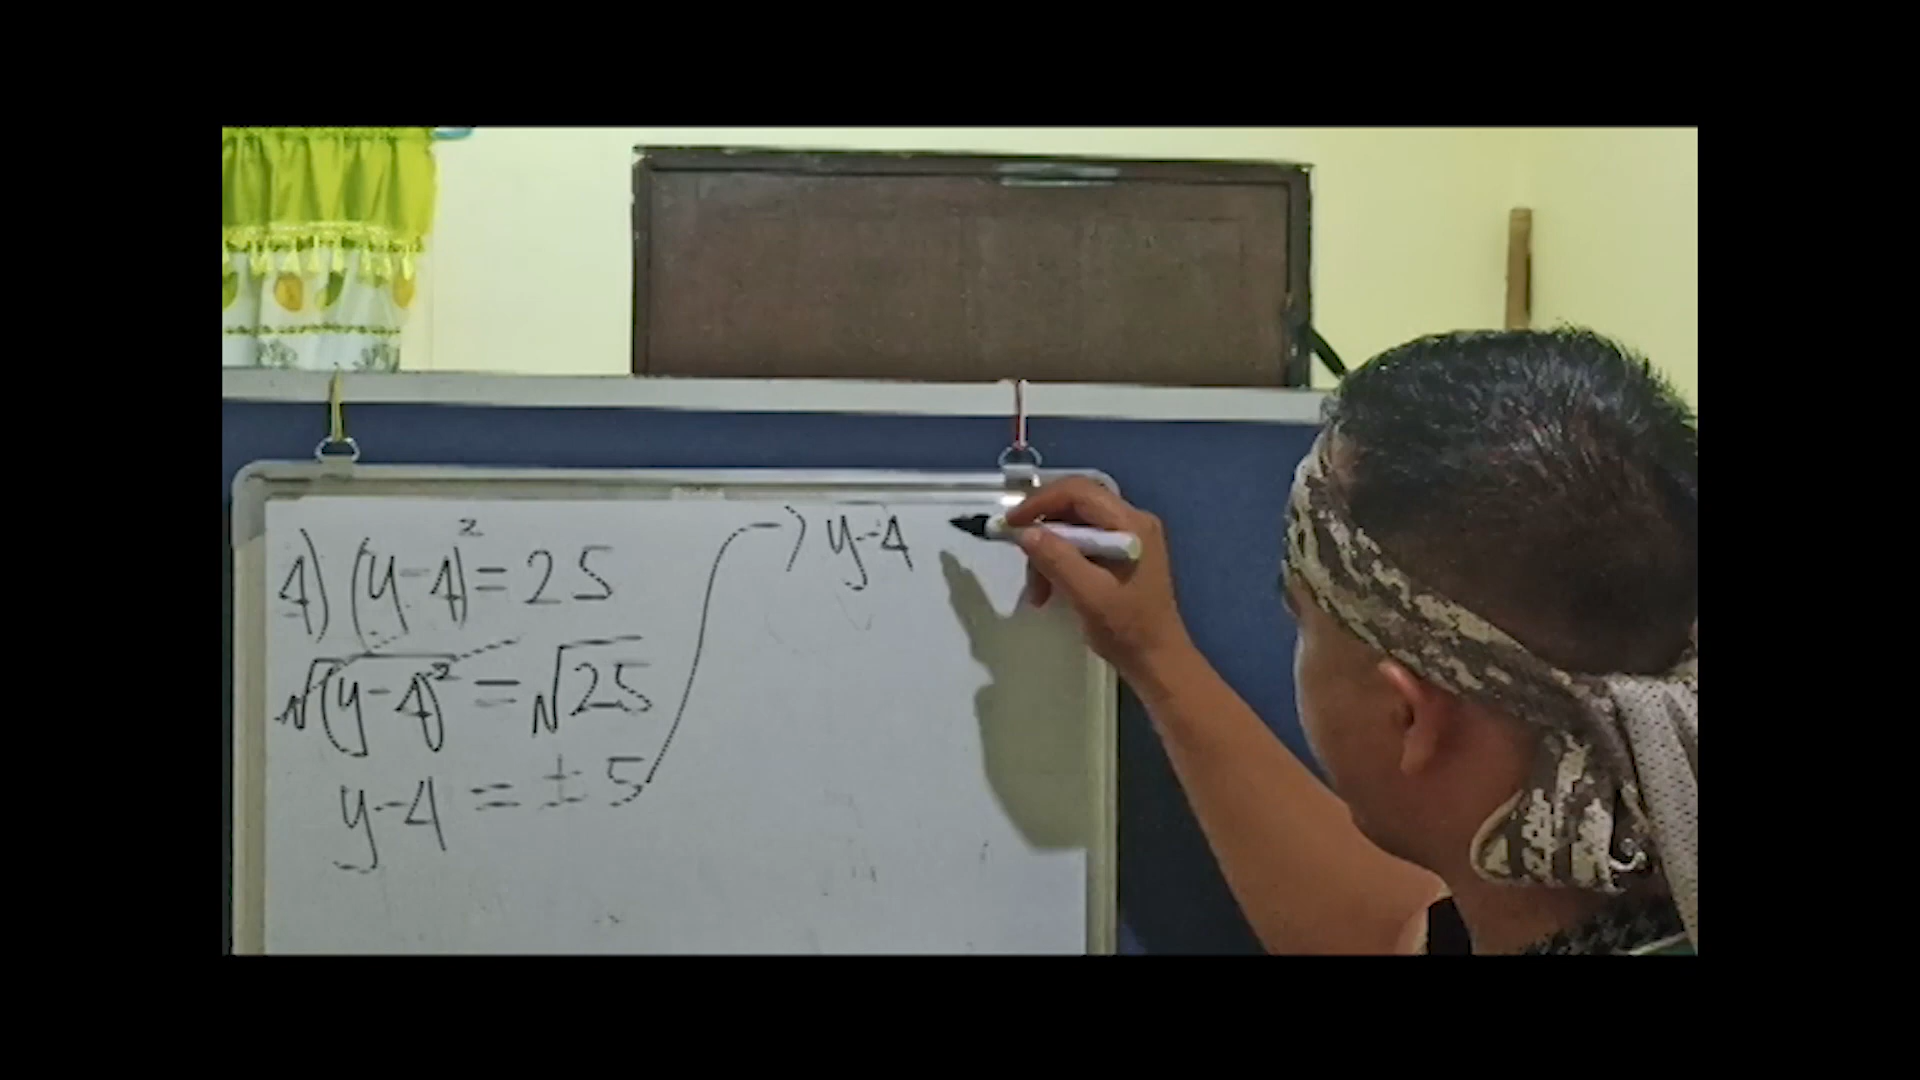 4) (y-4)² = 25
√(y-4)² = √25
y-4 = ± 5
y-4